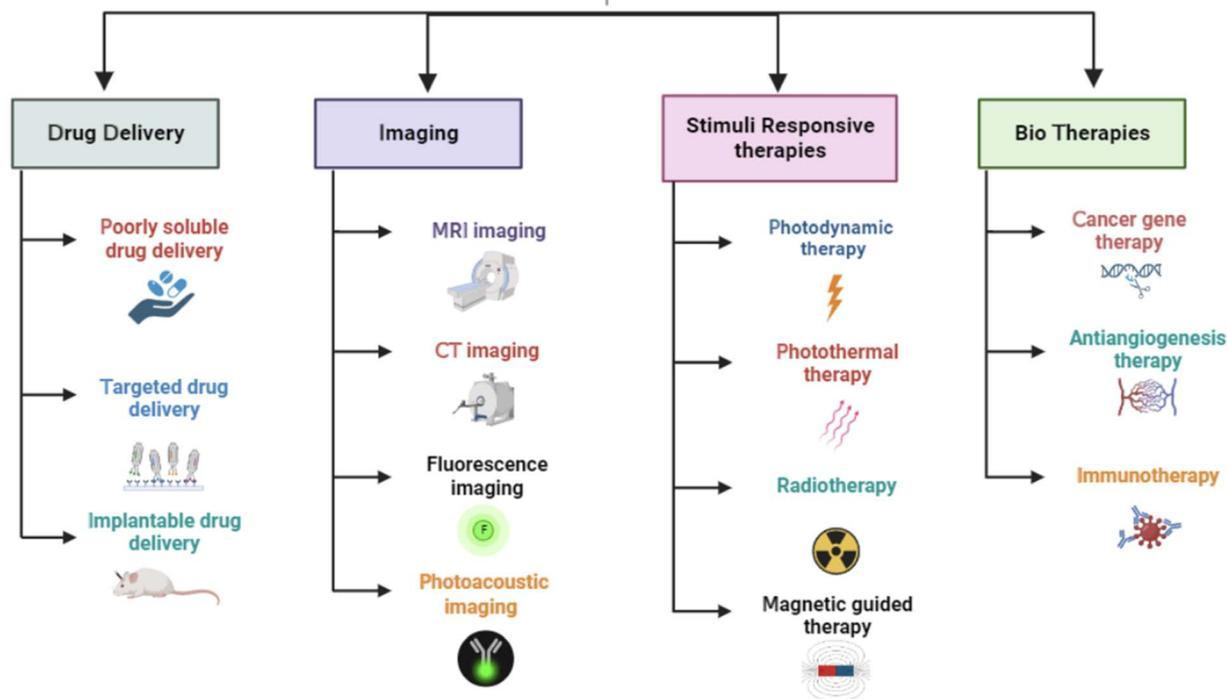 Drug Delivery
Poorly soluble
drug delivery
Targeted drug
delivery
Implantable drug
delivery
Imaging
MRI imaging
CT imaging
Fluorescence
imaging
F
Photoacoustic
imaging
Stimuli Responsive
therapies
Photodynamic
therapy
Photothermal
therapy
Radiotherapy
Magnetic guided
therapy
Bio Therapies
Cancer gene
therapy
Antiangiogenesis
therapy
Immunotherapy